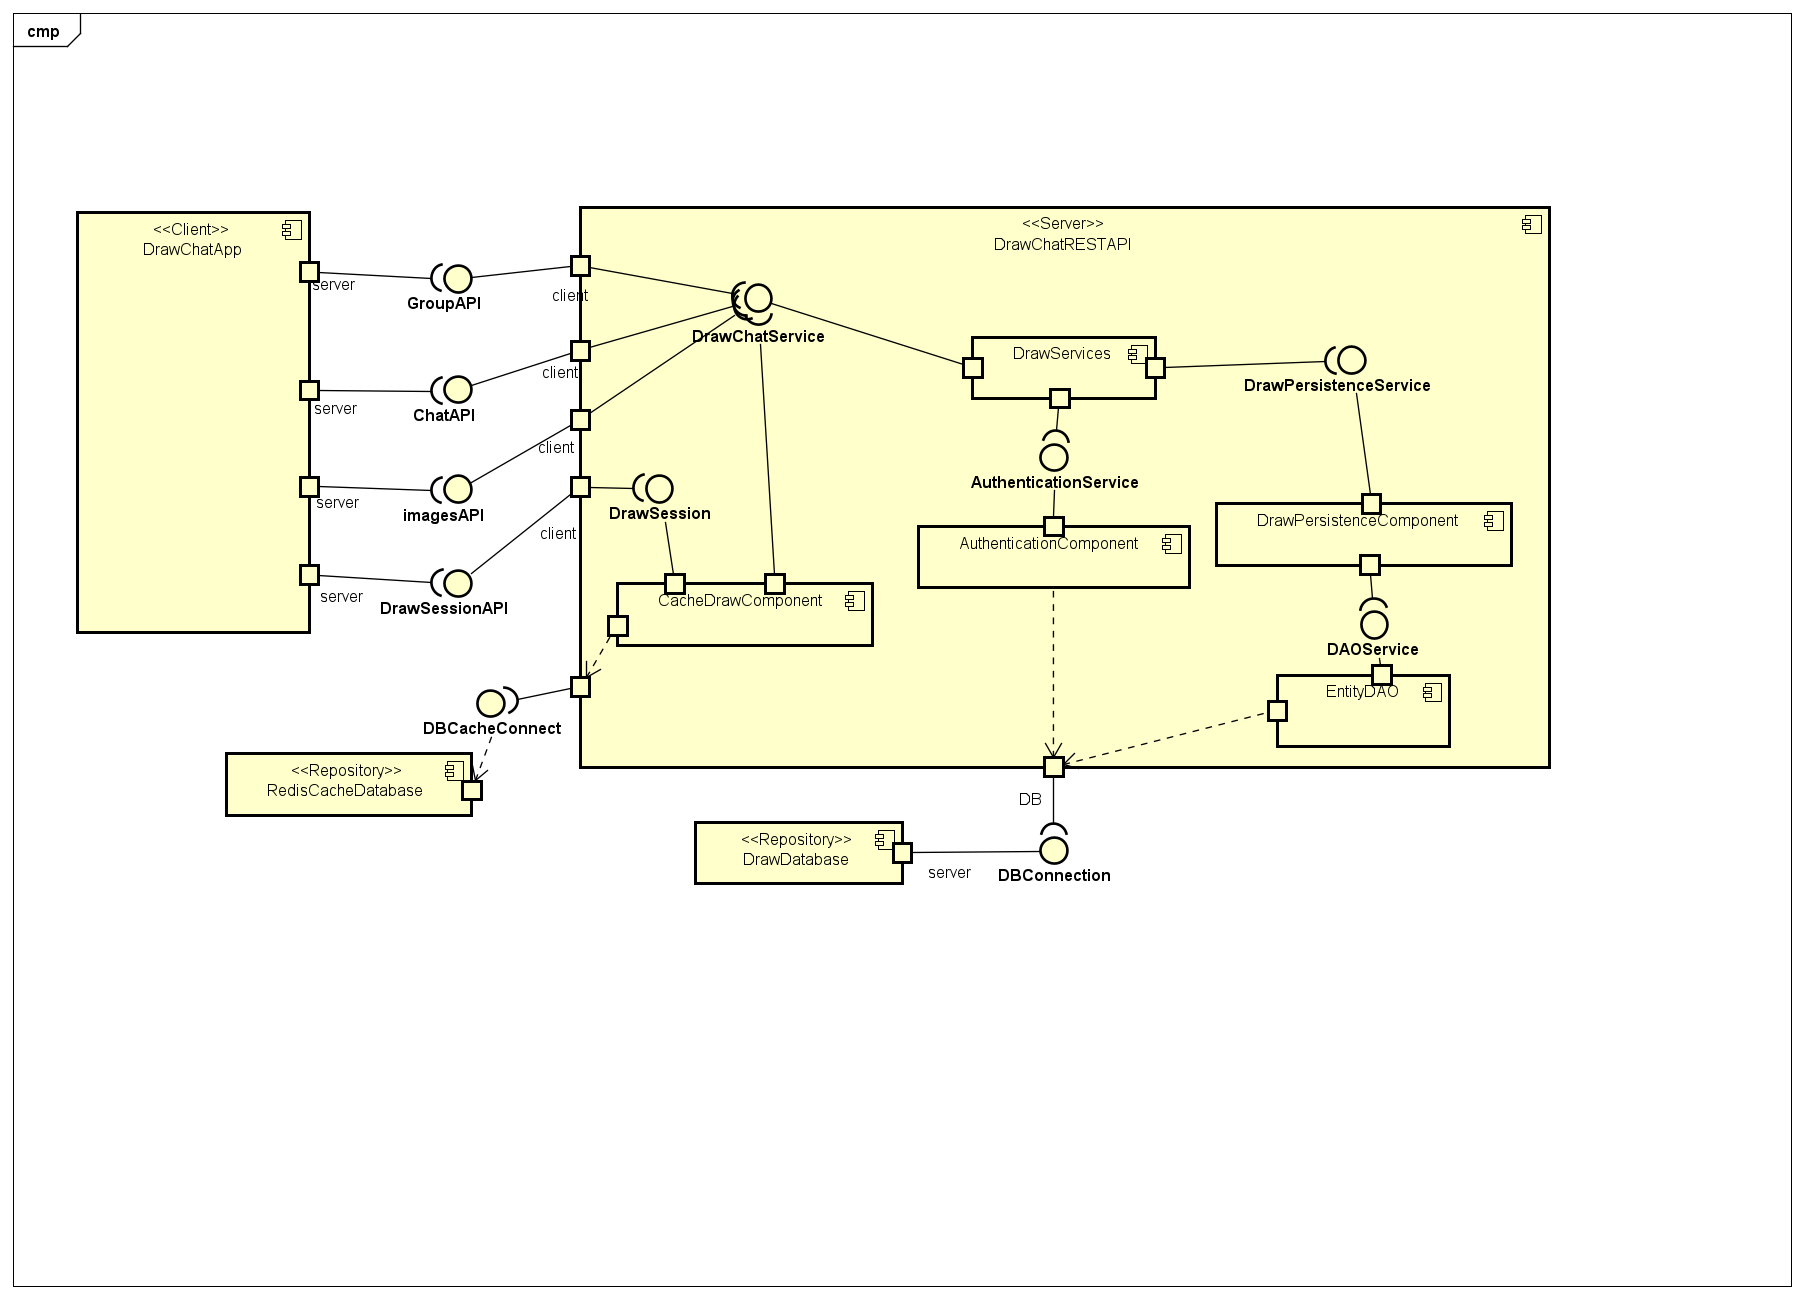 cmp
<<Client>>
DrawChatApp
<<Server>>
DrawChatRESTAPI
server
GroupAPI
client
DrawChatService
DrawServices
DrawPersistenceService
server
ChatAPI
client
server
imagesAPI
client
DrawSession
AuthenticationService
DrawPersistenceComponent
AuthenticationComponent
client
server
DrawSessionAPI
CacheDrawComponent
DAOService
EntityDAO
DBCacheConnect
<<Repository>>
RedisCacheDatabase
DB
<<Repository>>
DrawDatabase
server
DBConnection